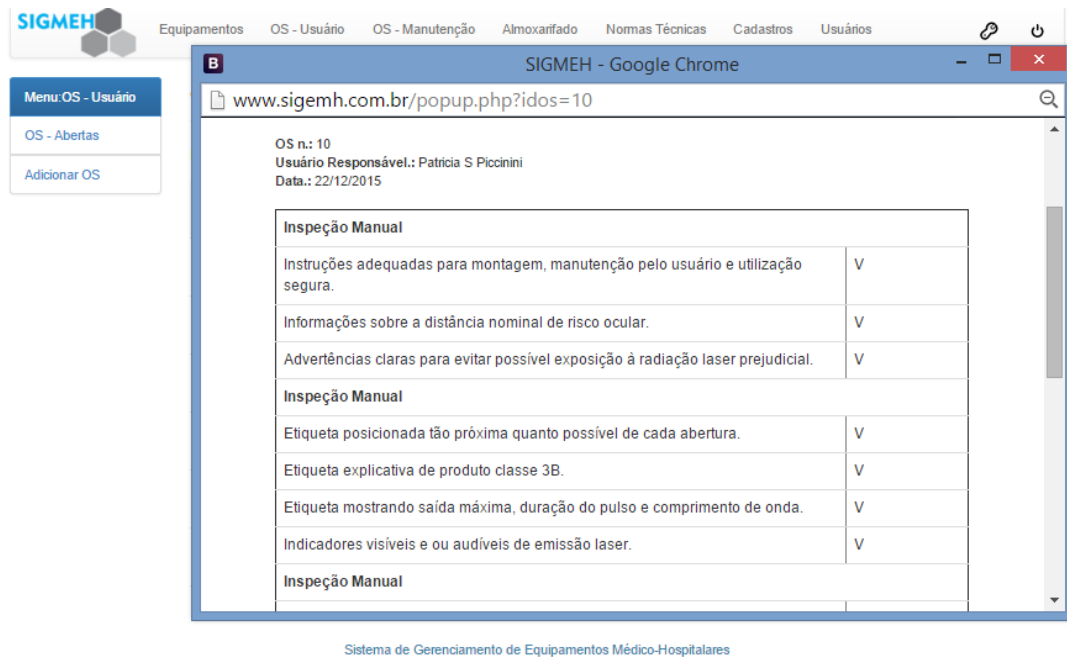 SIGMEH
Equipamentos OS - Usuário OS - Manutenção Almoxarifado Normas Técnicas Cadastros Usuários
B SIGMEH - Google Chrome
www.sigemh.com.br/popup.php?idos=10
Menu:OS - Usuário
OS - Abertas
Adicionar OS
OS n.: 10
Usuário Responsável.: Patricia S Piccinini
Data.: 22/12/2015
Inspeção Manual
Instruções adequadas para montagem, manutenção pelo usuário e utilização V
segura.
Informações sobre a distância nominal de risco ocular. V
Advertências claras para evitar possível exposição à radiação laser prejudicial. V
Inspeção Manual
Etiqueta posicionada tão próxima quanto possível de cada abertura. V
Etiqueta explicativa de produto classe 3B. V
Etiqueta mostrando saída máxima, duração do pulso e comprimento de onda. V
Indicadores visíveis e ou audíveis de emissão laser. V
Inspeção Manual
Sistema de Gerenciamento de Equipamentos Médico-Hospitalares